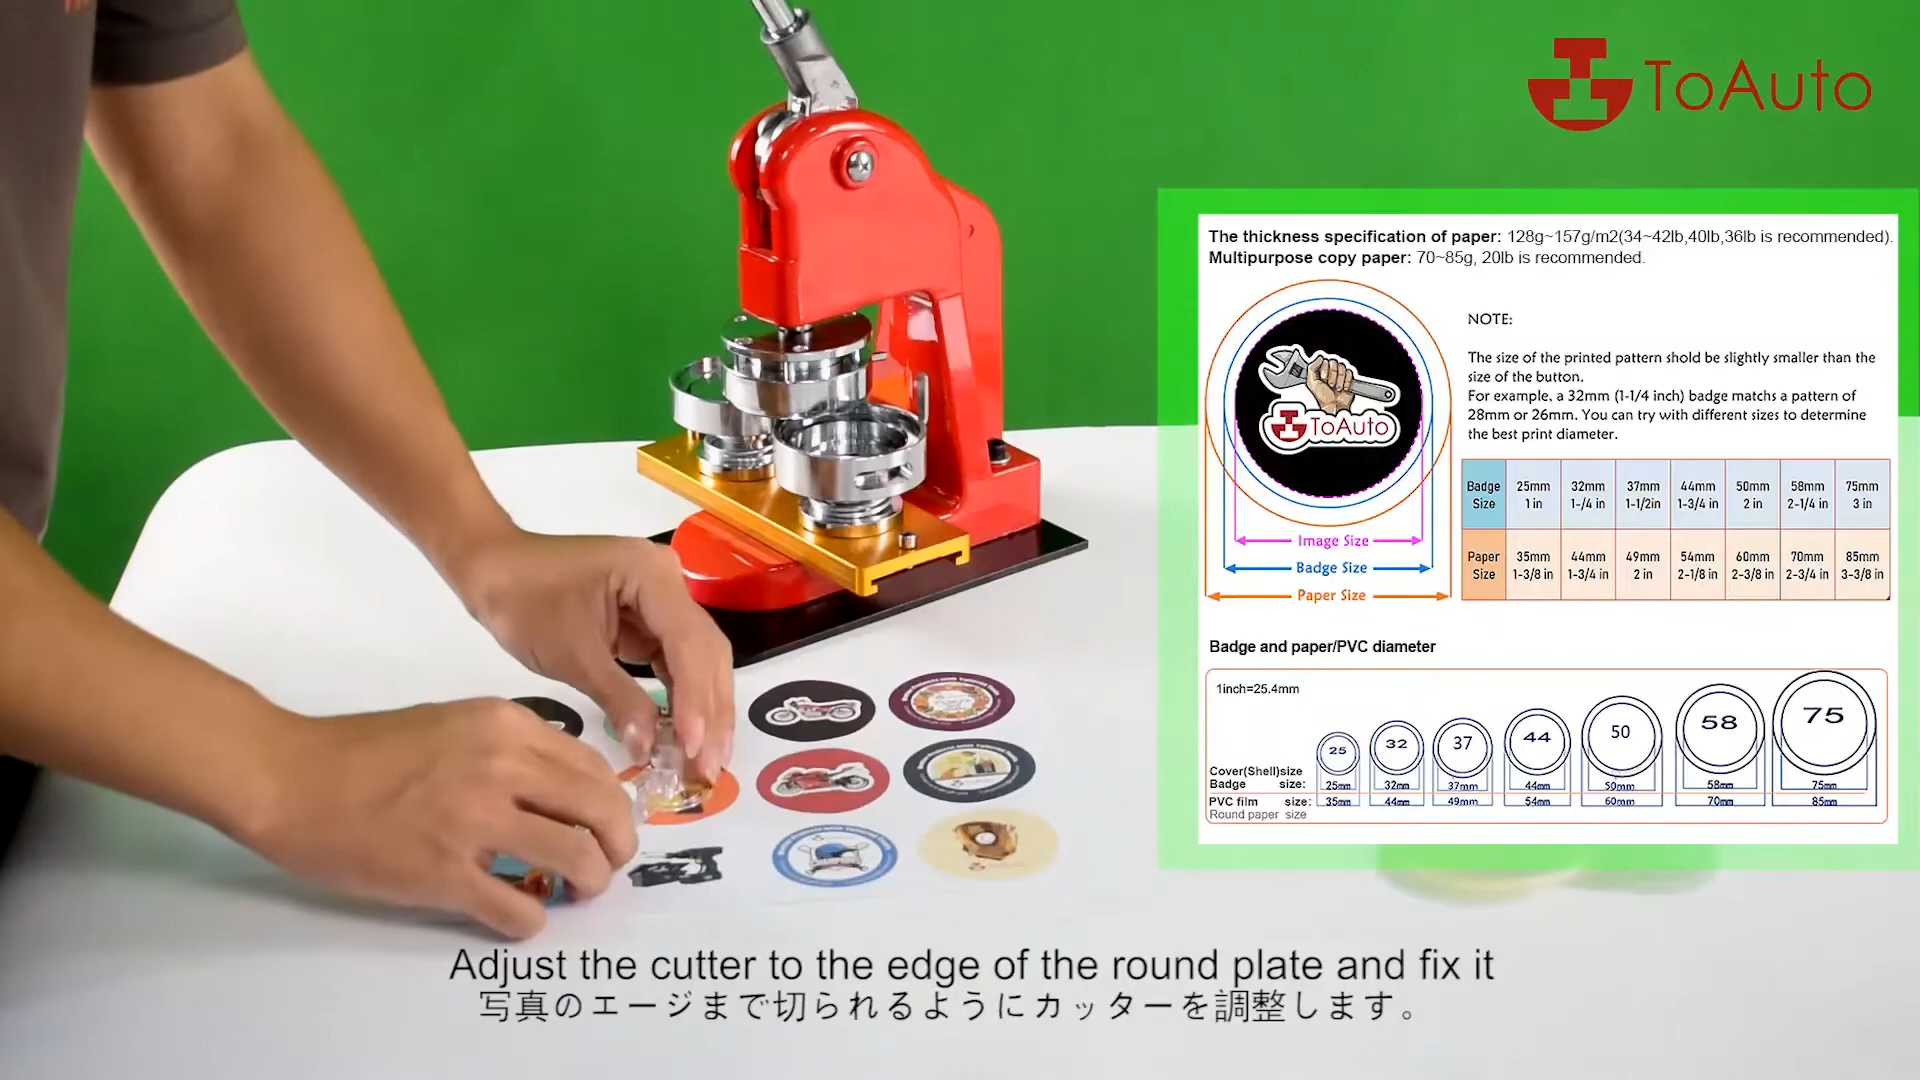 ToAuto
The thickness specification of paper: 128g~157g/m2(34~42lb,40lb,36lb is recommended).
Multipurpose copy paper: 70~85g, 20lb is recommended.
ToAuto
Image Size
Badge Size
Paper Size
NOTE:
The size of the printed pattern shold be slightly smaller than the
size of the button.
For example, a 32mm (1-1/4 inch) badge matchs a pattern of
28mm or 26mm. You can try with different sizes to determine
the best print diameter.
Badge Size 25mm 1 in 32mm 1-/4 in 37mm 1-1/2in 44mm 1-3/4 in 50mm 2 in 58mm 2-1/4 in 75mm 3 in
Paper Size 35mm 1-3/8 in 44mm 1-3/4 in 49mm 2 in 54mm 2-1/8 in 60mm 2-3/8 in 70mm 2-3/4 in 85mm 3-3/8 in
Badge and paper/PVC diameter
1inch=25.4mm
25 32 37 44 50 58 75
Cover(Shell)size
Badge size: 25mm 32mm 37mm 44mm 50mm 58mm 75mm
PVC film size: 35mm 44mm 49mm 54mm 60mm 70mm 85mm
Round paper size
Adjust the cutter to the edge of the round plate and fix it
写真のエージまで切られるようにカッターを調整します。